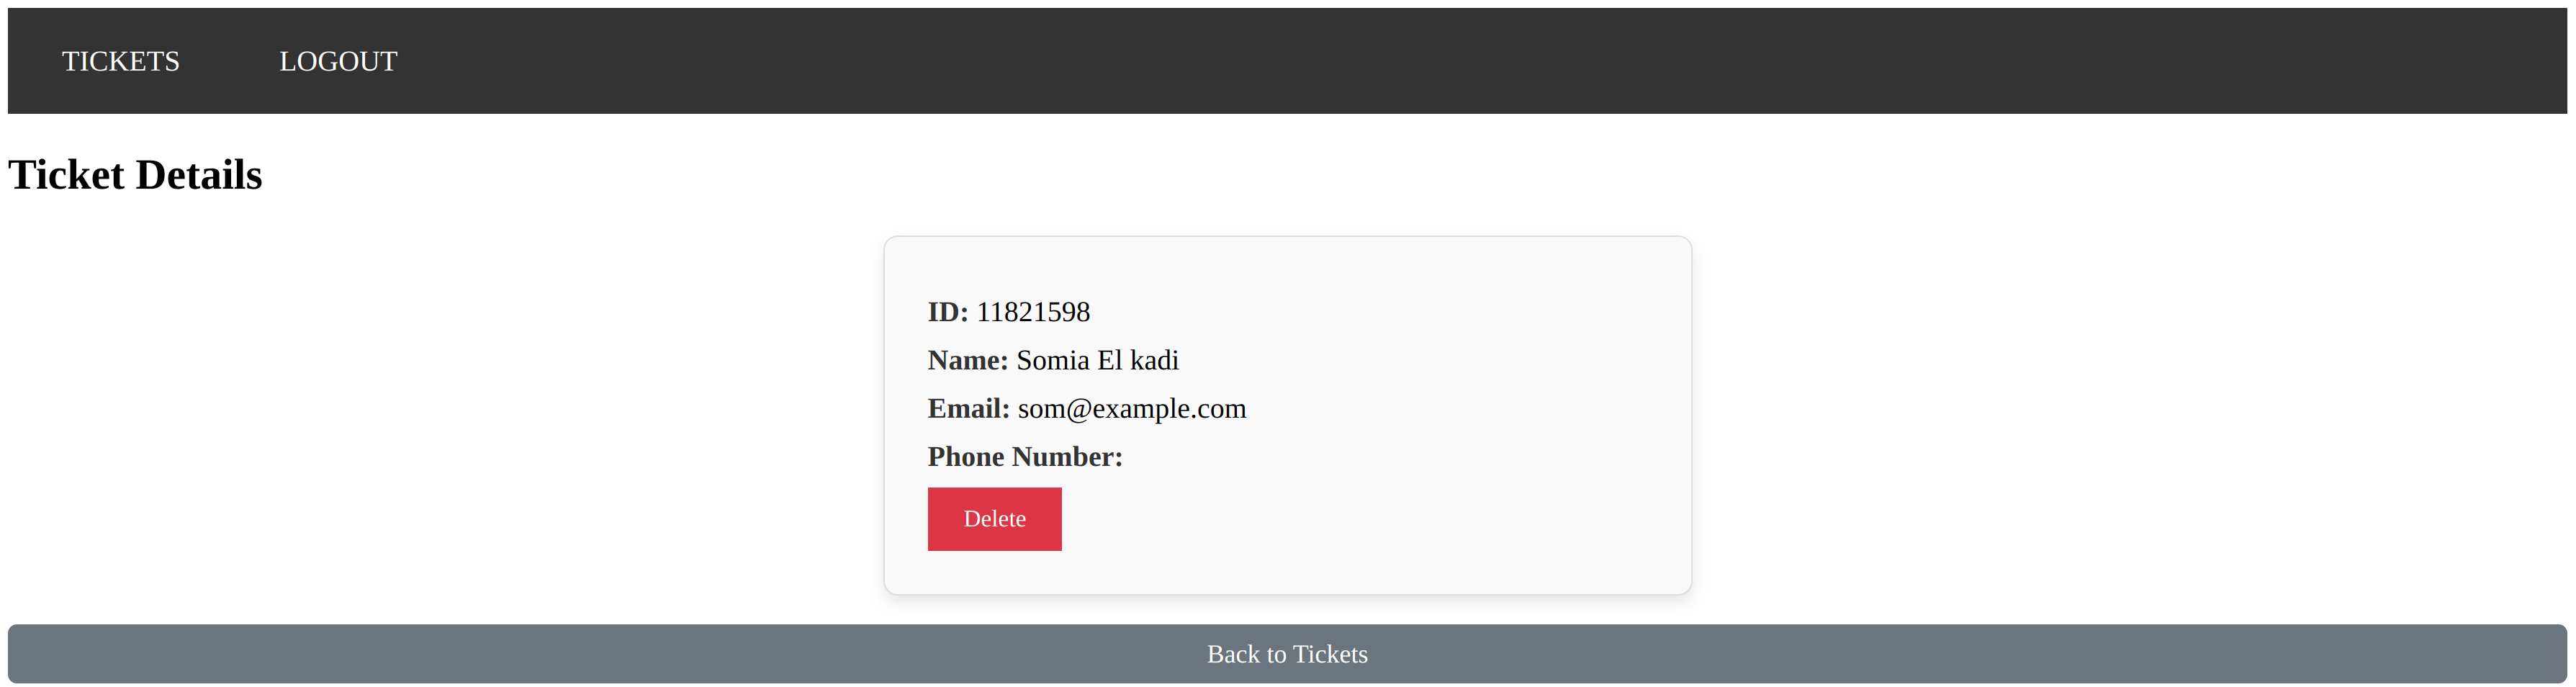 TICKETS LOGOUT
Ticket Details
ID: 11821598
Name: Somia El kadi
Email: som@example.com
Phone Number:
Delete
Back to Tickets